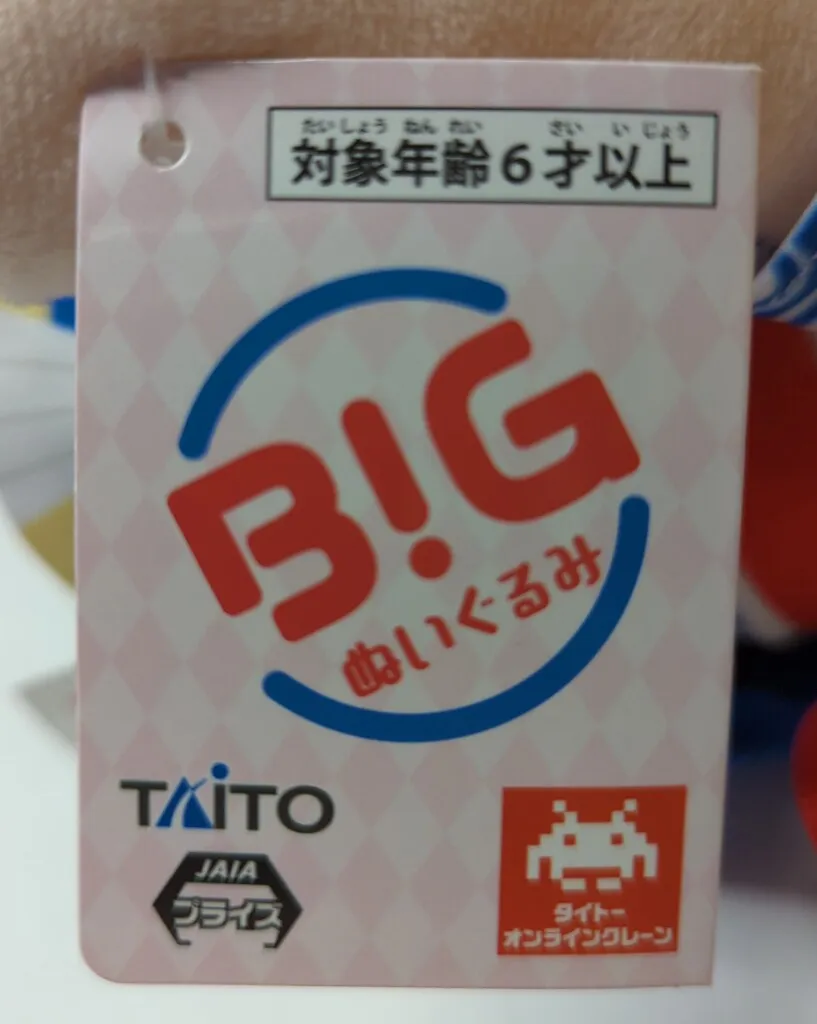 たいしょう ねん れい さい い じょう
対象年齢6才以上
B!G
ぬいぐるみ
TAITO
JAIA
プライズ
タイトー
オンラインクレーン